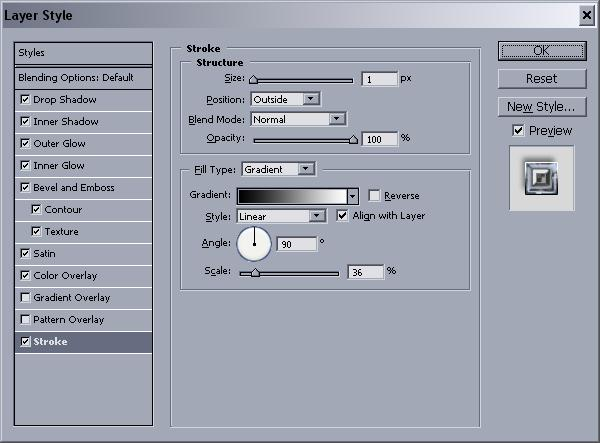 Layer Style
Styles
Blending Options: Default
Drop Shadow
Inner Shadow
Outer Glow
Inner Glow
Bevel and Emboss
Contour
Texture
Satin
Color Overlay
Gradient Overlay
Pattern Overlay
Stroke
Stroke
Structure
Size: 1 px
Position: Outside
Blend Mode: Normal
Opacity: 100 %
Fill Type: Gradient
Gradient: Reverse
Style: Linear Align with Layer
Angle: 90 °
Scale: 36 %
OK
Reset
New Style...
Preview